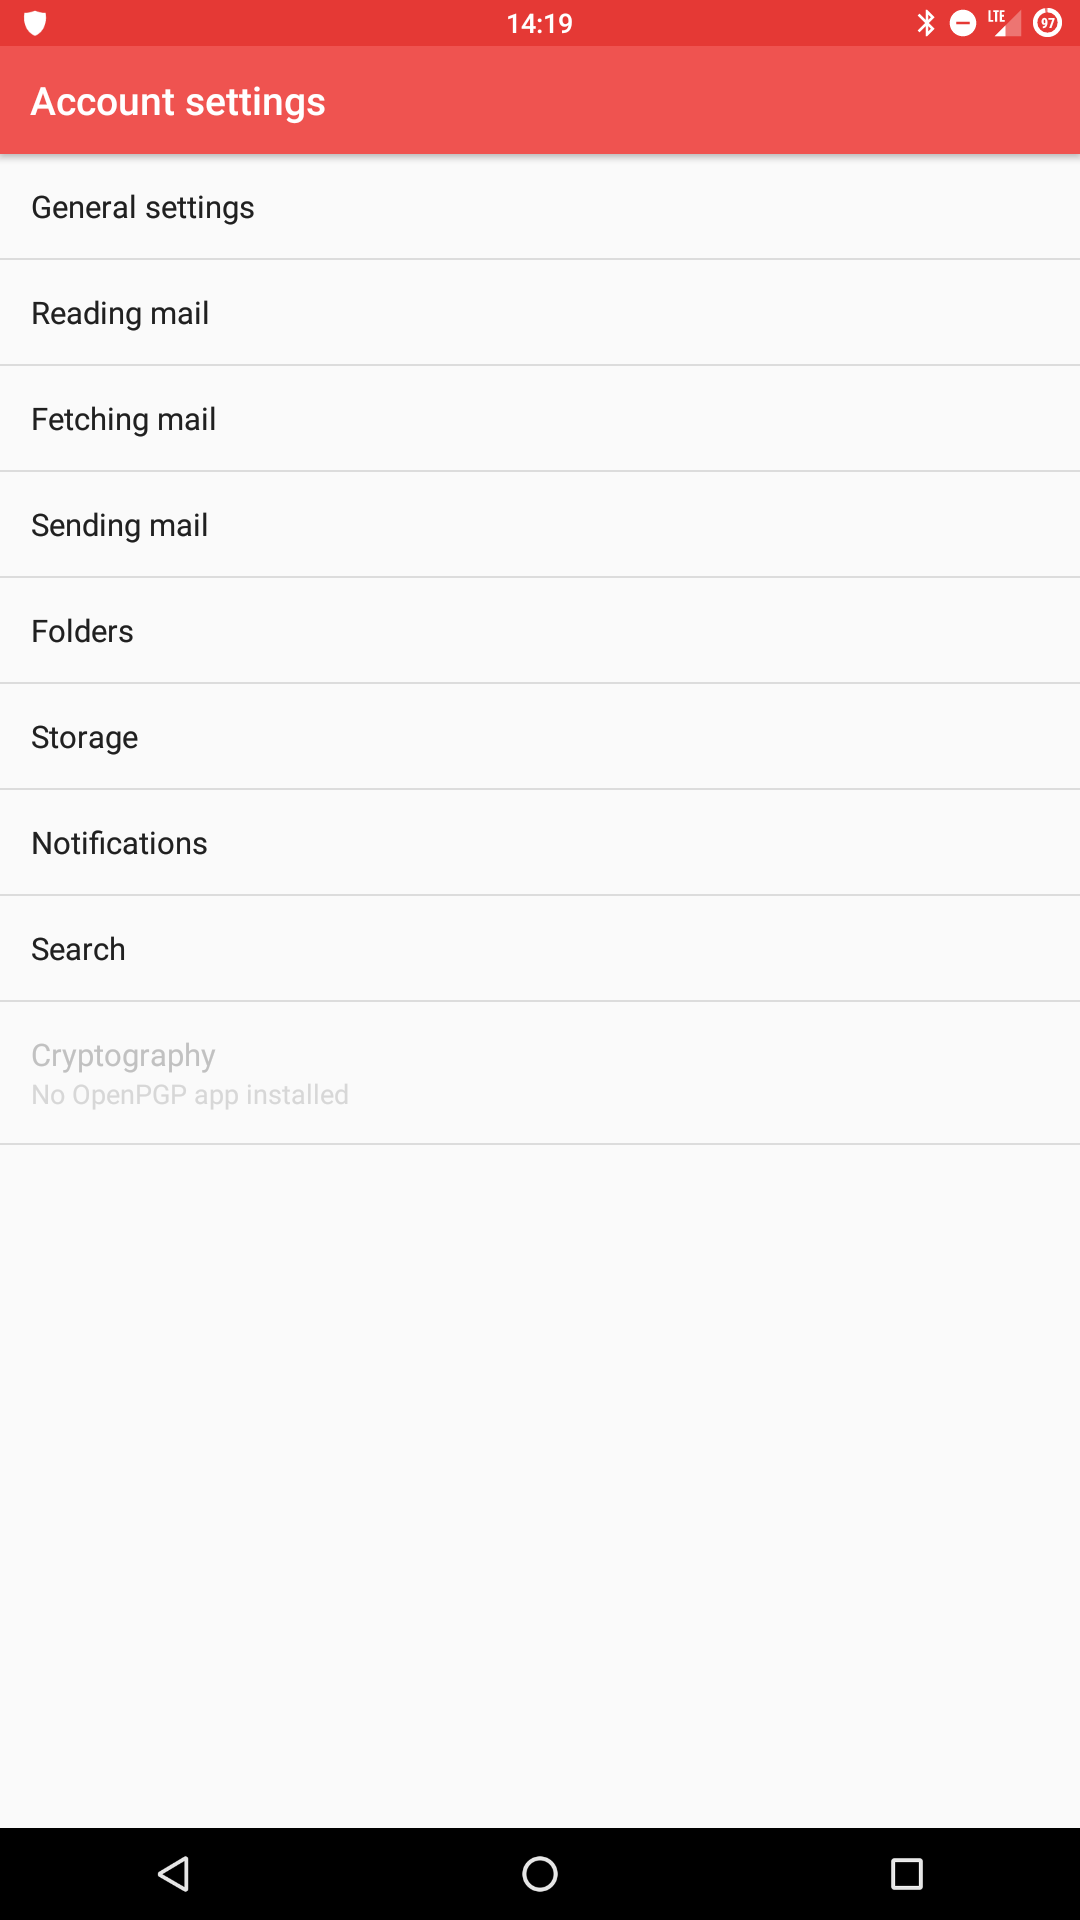 14:19 LTE 97
Account settings
General settings
Reading mail
Fetching mail
Sending mail
Folders
Storage
Notifications
Search
Cryptography
No OpenPGP app installed